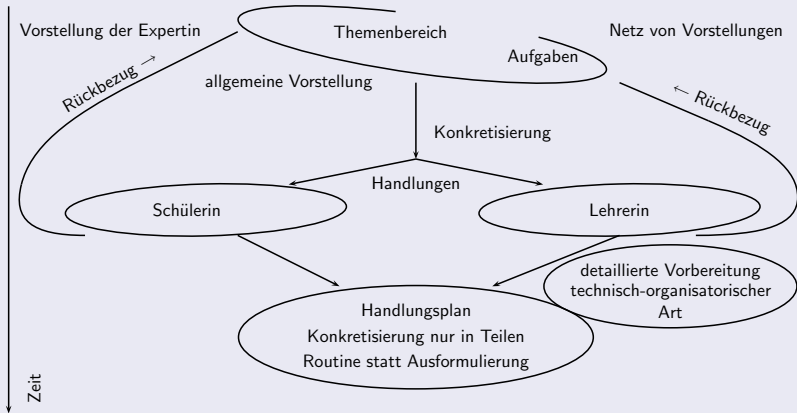 Vorstellung der Expertin
Themenbereich
Netz von Vorstellungen
Aufgaben
Rückbezug →
allgemeine Vorstellung
← Rückbezug
Konkretisierung
Handlungen
Schülerin
Lehrerin
detaillierte Vorbereitung
technisch-organisatorischer
Art
Handlungsplan
Konkretisierung nur in Teilen
Routine statt Ausformulierung
Zeit